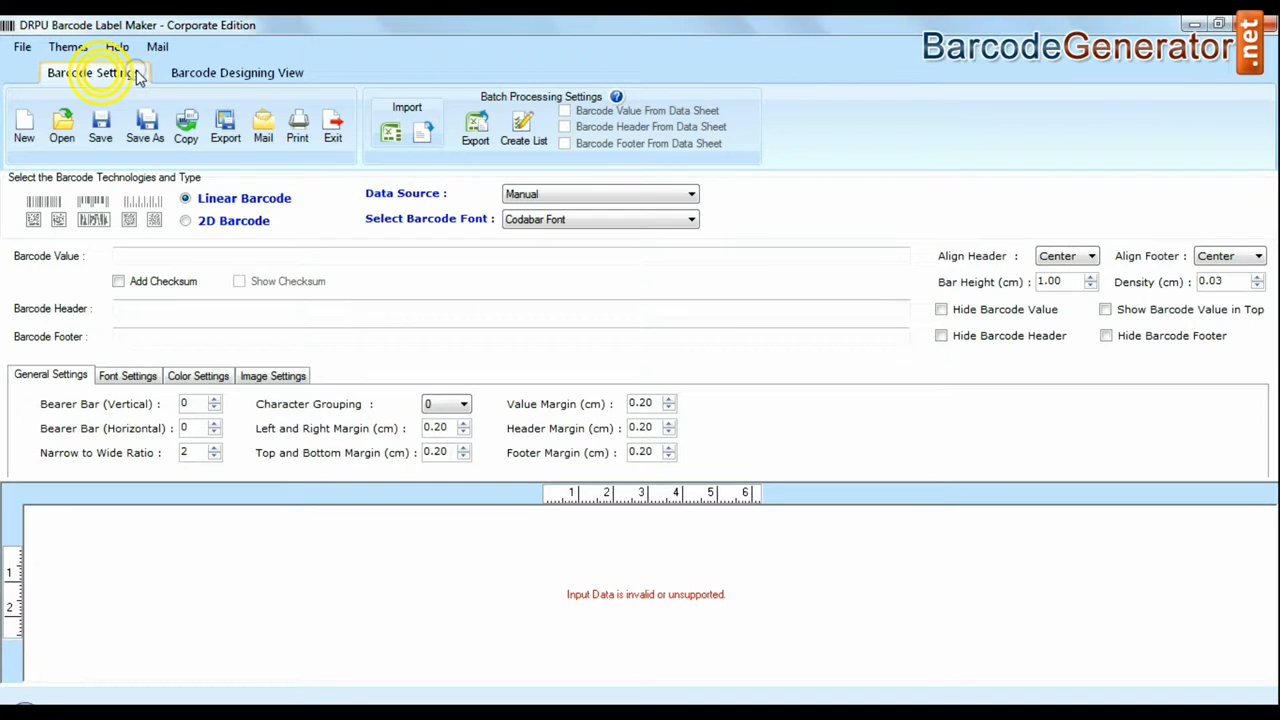 DRPU Barcode Label Maker - Corporate Edition
BarcodeGenerator.net
File Themes Help Mail
Barcode Settings Barcode Designing View
New Open Save Save As Copy Export Mail Print Exit
Import
Export Create List
Batch Processing Settings ?
Barcode Value From Data Sheet
Barcode Header From Data Sheet
Barcode Footer From Data Sheet
Select the Barcode Technologies and Type
Linear Barcode
2D Barcode
Data Source : Manual
Select Barcode Font : Codabar Font
Barcode Value :
Add Checksum Show Checksum
Barcode Header :
Barcode Footer :
Align Header : Center Align Footer : Center
Bar Height (cm) : 1.00 Density (cm) : 0.03
Hide Barcode Value Show Barcode Value in Top
Hide Barcode Header Hide Barcode Footer
General Settings Font Settings Color Settings Image Settings
Bearer Bar (Vertical) : 0 Character Grouping : 0 Value Margin (cm) : 0.20
Bearer Bar (Horizontal) : 0 Left and Right Margin (cm) : 0.20 Header Margin (cm) : 0.20
Narrow to Wide Ratio : 2 Top and Bottom Margin (cm) : 0.20 Footer Margin (cm) : 0.20
1 2 3 4 5 6
1
2
Input Data is invalid or unsupported.